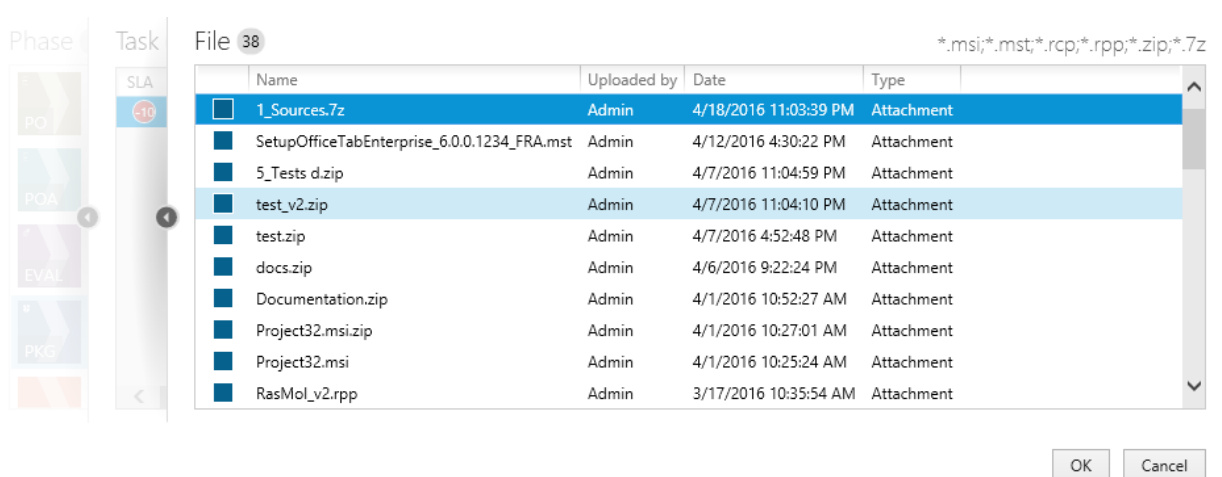 Phase Task File 38 *.msi;*.mst;*.rcp;*.rpp;*.zip;*.7z
SLA Name Uploaded by Date Type
-10 1_Sources.7z Admin 4/18/2016 11:03:39 PM Attachment
PO SetupOfficeTabEnterprise_6.0.0.1234_FRA.mst Admin 4/12/2016 4:30:22 PM Attachment
5_Tests d.zip Admin 4/7/2016 11:04:59 PM Attachment
POA test_v2.zip Admin 4/7/2016 11:04:10 PM Attachment
test.zip Admin 4/7/2016 4:52:48 PM Attachment
EVAL docs.zip Admin 4/6/2016 9:22:24 PM Attachment
Documentation.zip Admin 4/1/2016 10:52:27 AM Attachment
Project32.msi.zip Admin 4/1/2016 10:27:01 AM Attachment
PKG Project32.msi Admin 4/1/2016 10:25:24 AM Attachment
RasMol_v2.rpp Admin 3/17/2016 10:35:54 AM Attachment
OK Cancel